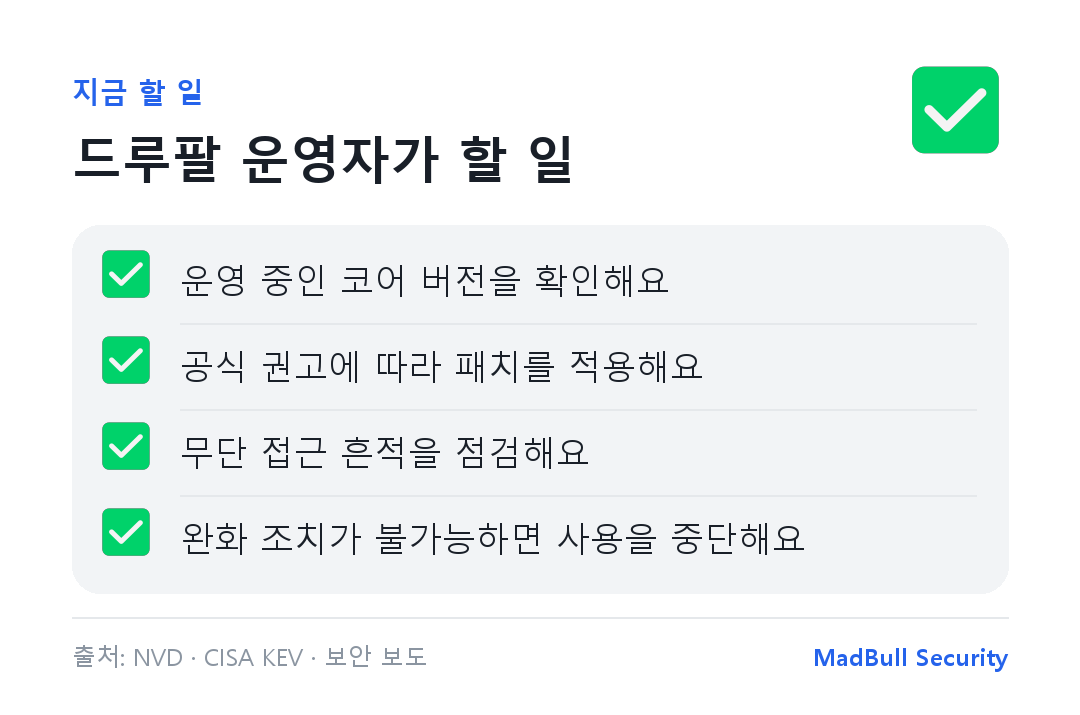 지금 할 일
드루팔 운영자가 할 일
운영 중인 코어 버전을 확인해요
공식 권고에 따라 패치를 적용해요
무단 접근 흔적을 점검해요
완화 조치가 불가능하면 사용을 중단해요
출처: NVD · CISA KEV · 보안 보도
MadBull Security